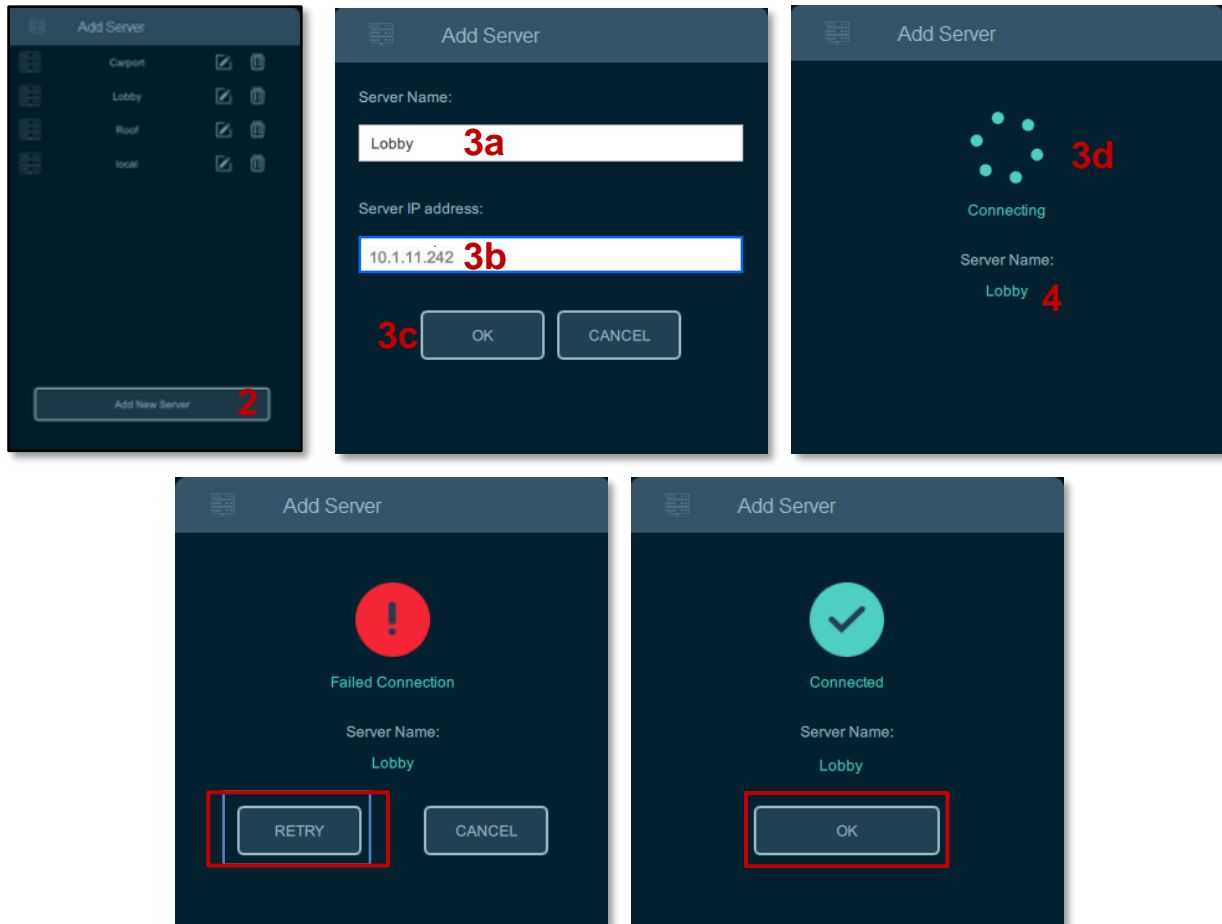 Add Server
Carport
Lobby
Roof
local
Add New Server
2
Add Server
Server Name:
Lobby
3a
Server IP address:
10.1.11.242
3b
3c
OK
CANCEL
Add Server
3d
Connecting
Server Name:
Lobby
4
Add Server
Failed Connection
Server Name:
Lobby
RETRY
CANCEL
Add Server
Connected
Server Name:
Lobby
OK